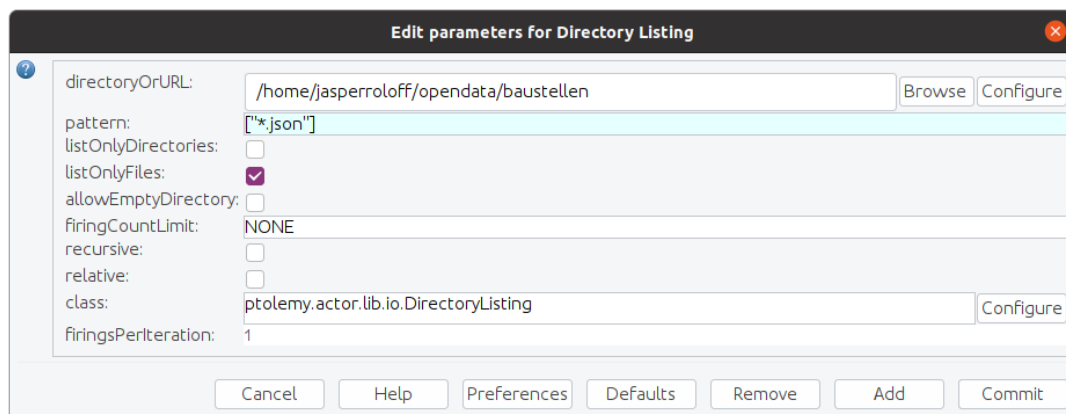 Edit parameters for Directory Listing
?
directoryOrURL: /home/jasperroloff/opendata/baustellen Browse Configure
pattern: ["*.json"]
listOnlyDirectories:
listOnlyFiles:
allowEmptyDirectory:
firingCountLimit: NONE
recursive:
relative:
class: ptolemy.actor.lib.io.DirectoryListing Configure
firingsPerIteration: 1
Cancel Help Preferences Defaults Remove Add Commit